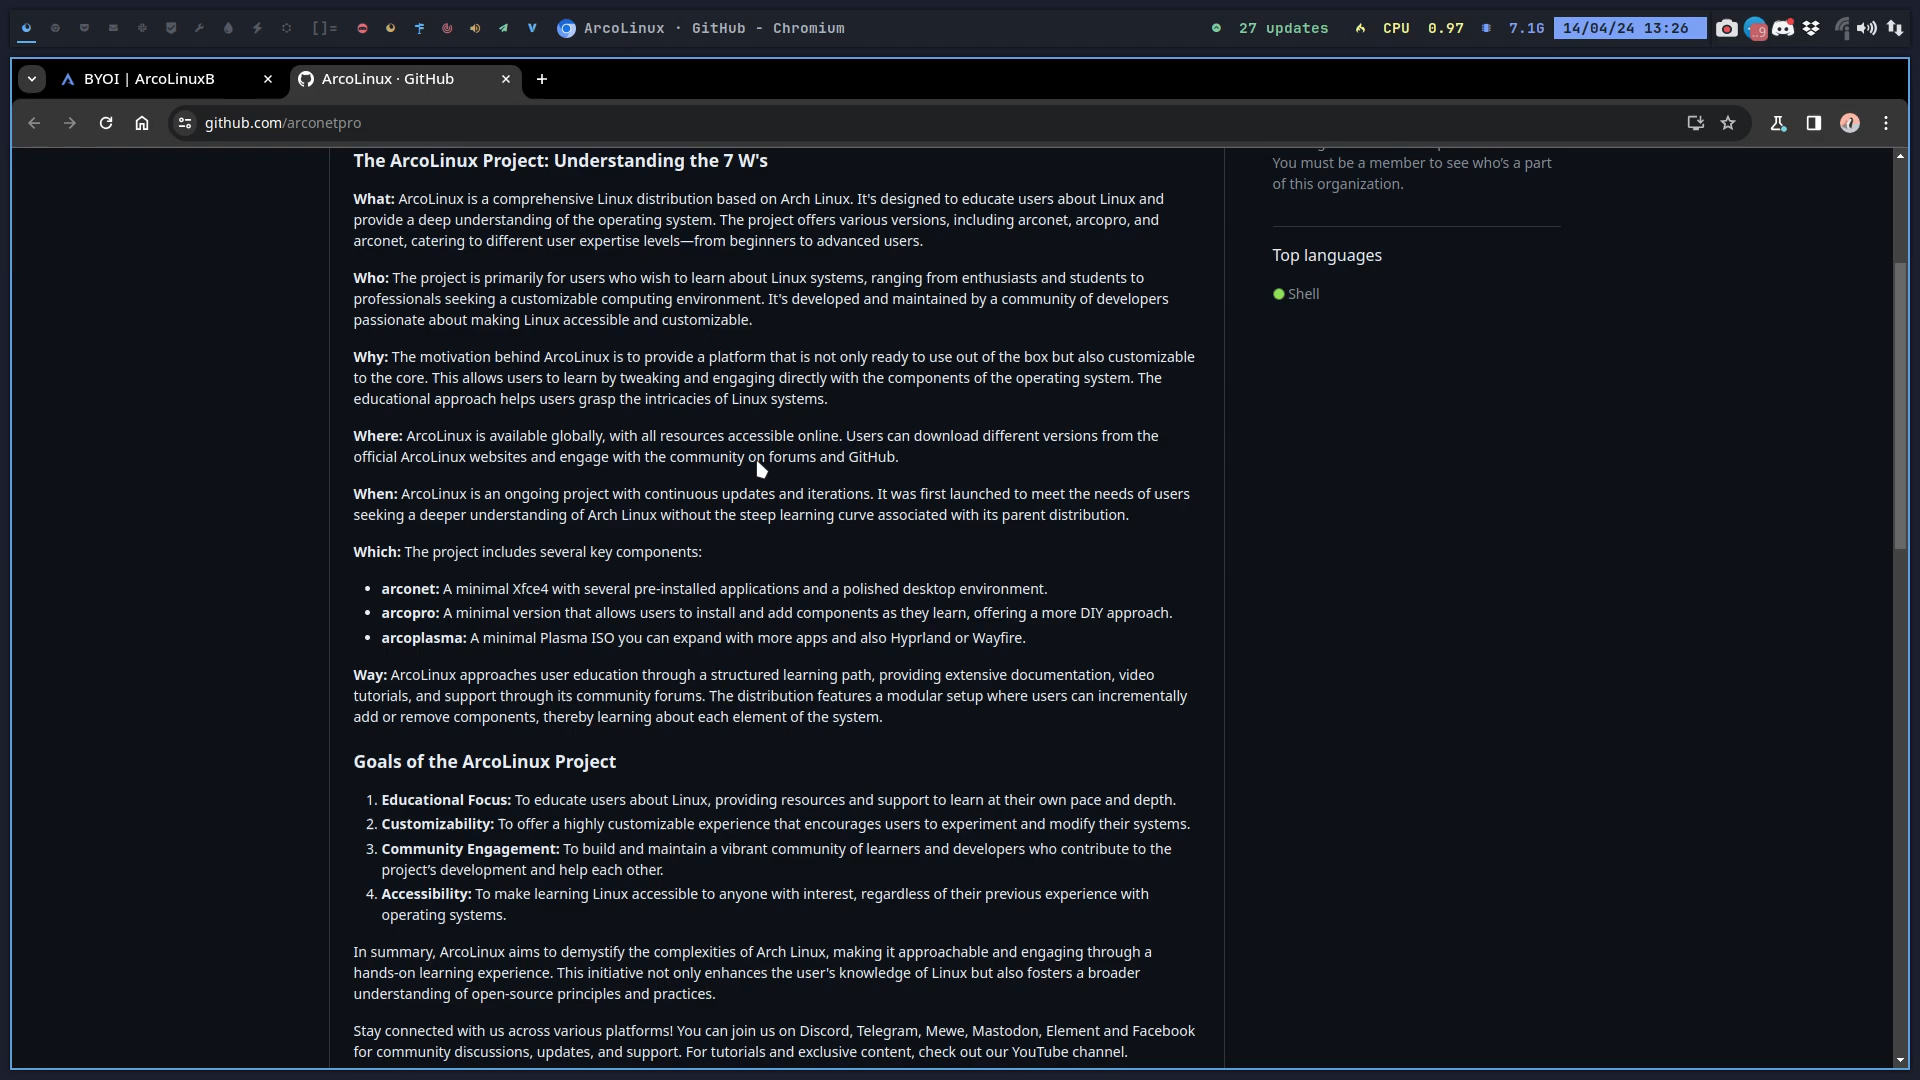 []=
ArcoLinux · GitHub - Chromium
27 updates
CPU 0.97
7.1G
14/04/24 13:26
BYOI | ArcoLinuxB
ArcoLinux · GitHub
github.com/arconetpro
The ArcoLinux Project: Understanding the 7 W's
What: ArcoLinux is a comprehensive Linux distribution based on Arch Linux. It's designed to educate users about Linux and
provide a deep understanding of the operating system. The project offers various versions, including arconet, arcopro, and
arconet, catering to different user expertise levels—from beginners to advanced users.
Who: The project is primarily for users who wish to learn about Linux systems, ranging from enthusiasts and students to
professionals seeking a customizable computing environment. It's developed and maintained by a community of developers
passionate about making Linux accessible and customizable.
Why: The motivation behind ArcoLinux is to provide a platform that is not only ready to use out of the box but also customizable
to the core. This allows users to learn by tweaking and engaging directly with the components of the operating system. The
educational approach helps users grasp the intricacies of Linux systems.
Where: ArcoLinux is available globally, with all resources accessible online. Users can download different versions from the
official ArcoLinux websites and engage with the community on forums and GitHub.
When: ArcoLinux is an ongoing project with continuous updates and iterations. It was first launched to meet the needs of users
seeking a deeper understanding of Arch Linux without the steep learning curve associated with its parent distribution.
Which: The project includes several key components:
• arconet: A minimal Xfce4 with several pre-installed applications and a polished desktop environment.
• arcopro: A minimal version that allows users to install and add components as they learn, offering a more DIY approach.
• arcoplasma: A minimal Plasma ISO you can expand with more apps and also Hyprland or Wayfire.
Way: ArcoLinux approaches user education through a structured learning path, providing extensive documentation, video
tutorials, and support through its community forums. The distribution features a modular setup where users can incrementally
add or remove components, thereby learning about each element of the system.
Goals of the ArcoLinux Project
1. Educational Focus: To educate users about Linux, providing resources and support to learn at their own pace and depth.
2. Customizability: To offer a highly customizable experience that encourages users to experiment and modify their systems.
3. Community Engagement: To build and maintain a vibrant community of learners and developers who contribute to the
project's development and help each other.
4. Accessibility: To make learning Linux accessible to anyone with interest, regardless of their previous experience with
operating systems.
In summary, ArcoLinux aims to demystify the complexities of Arch Linux, making it approachable and engaging through a
hands-on learning experience. This initiative not only enhances the user's knowledge of Linux but also fosters a broader
understanding of open-source principles and practices.
Stay connected with us across various platforms! You can join us on Discord, Telegram, Mewe, Mastodon, Element and Facebook
for community discussions, updates, and support. For tutorials and exclusive content, check out our YouTube channel.
You must be a member to see who's a part
of this organization.
Top languages
Shell